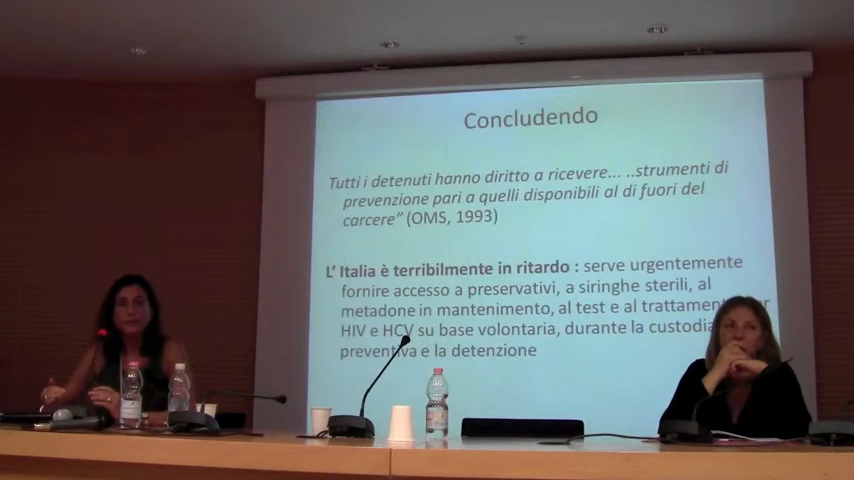 Concludendo
Tutti i detenuti hanno diritto a ricevere... ..strumenti di
prevenzione pari a quelli disponibili al di fuori del
carcere" (OMS, 1993)
L' Italia è terribilmente in ritardo : serve urgentemente
fornire accesso a preservativi, a siringhe sterili, al
metadone in mantenimento, al test e al trattament
HIV e HCV su base volontaria, durante la custodia
preventiva e la detenzione